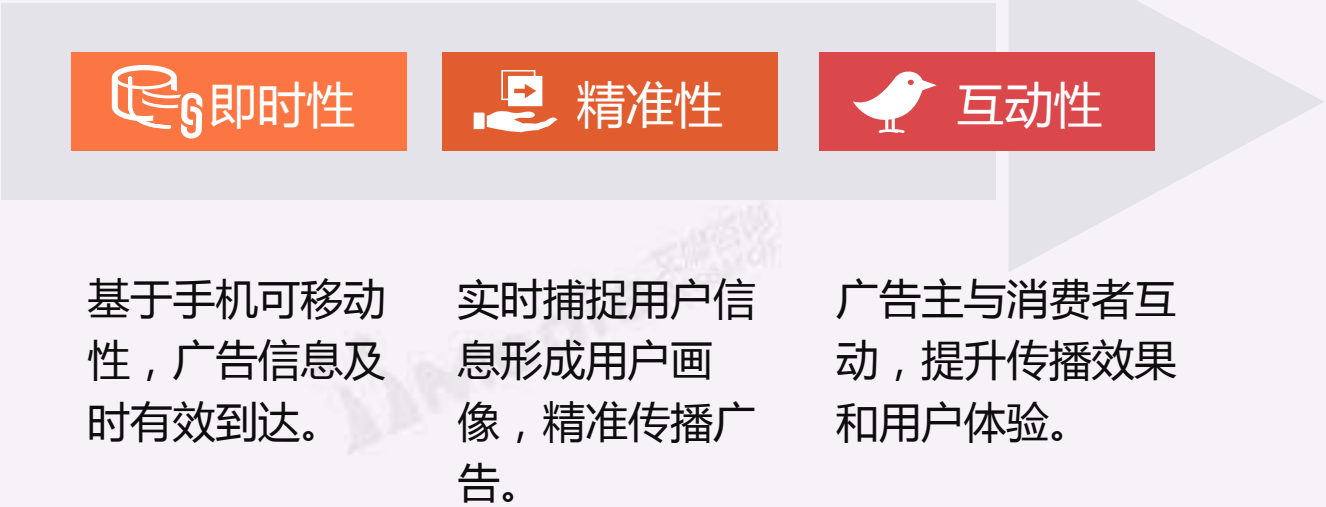 即时性
精准性
互动性
基于手机可移动
性，广告信息及
时有效到达。
实时捕捉用户信
息形成用户画
像，精准传播广
告。
广告主与消费者互
动，提升传播效果
和用户体验。